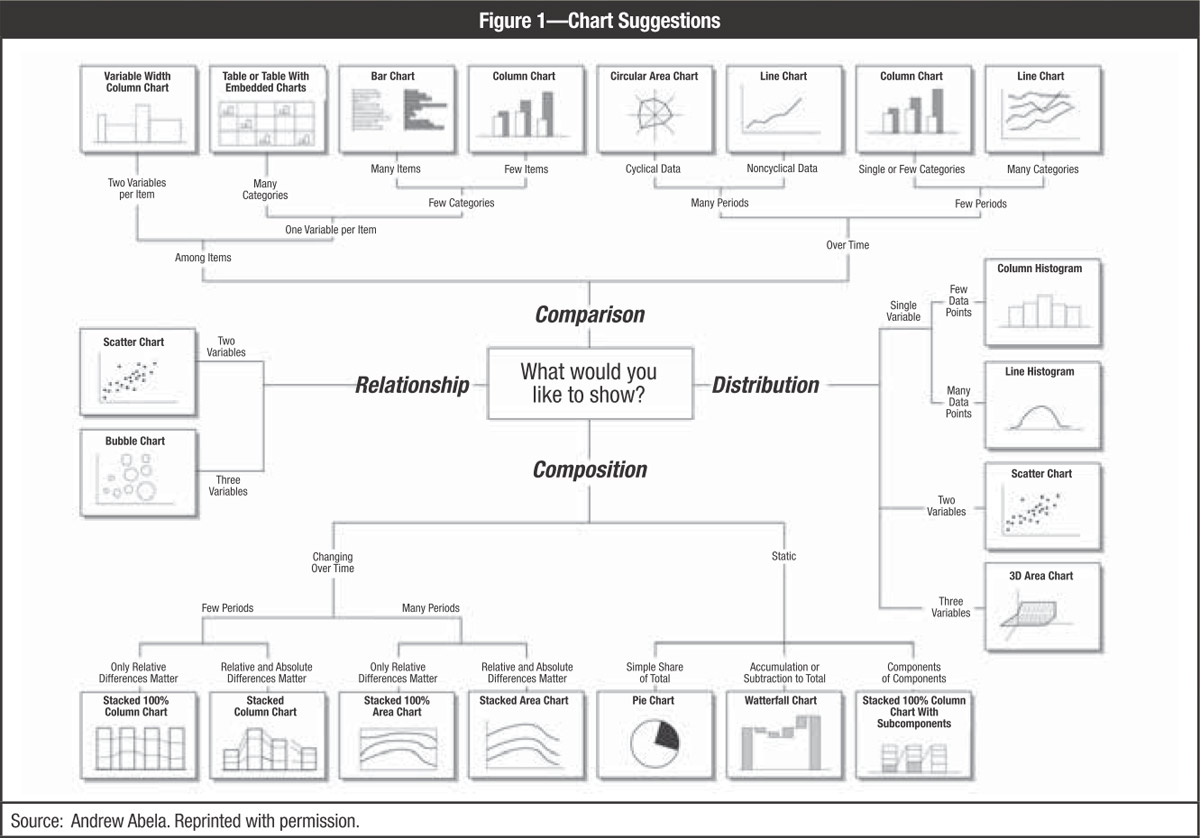 Figure 1—Chart Suggestions
Variable Width
Column Chart
Table or Table With
Embedded Charts
Bar Chart
Column Chart
Circular Area Chart
Line Chart
Column Chart
Line Chart
Two Variables
per Item
Many
Categories
Many Items
Few Items
Cyclical Data
Noncyclical Data
Single or Few Categories
Many Categories
Few Categories
Many Periods
Few Periods
One Variable per Item
Over Time
Among Items
Comparison
Single
Variable
Few
Data
Points
Column Histogram
Scatter Chart
Two
Variables
Relationship
What would you
like to show?
Distribution
Many
Data
Points
Line Histogram
Bubble Chart
Three
Variables
Composition
Two
Variables
Scatter Chart
Three
Variables
3D Area Chart
Changing
Over Time
Static
Few Periods
Many Periods
Only Relative
Differences Matter
Relative and Absolute
Differences Matter
Only Relative
Differences Matter
Relative and Absolute
Differences Matter
Simple Share
of Total
Accumulation or
Subtraction to Total
Components
of Components
Stacked 100%
Column Chart
Stacked
Column Chart
Stacked 100%
Area Chart
Stacked Area Chart
Pie Chart
Watterfall Chart
Stacked 100% Column
Chart With
Subcomponents
Source: Andrew Abela. Reprinted with permission.